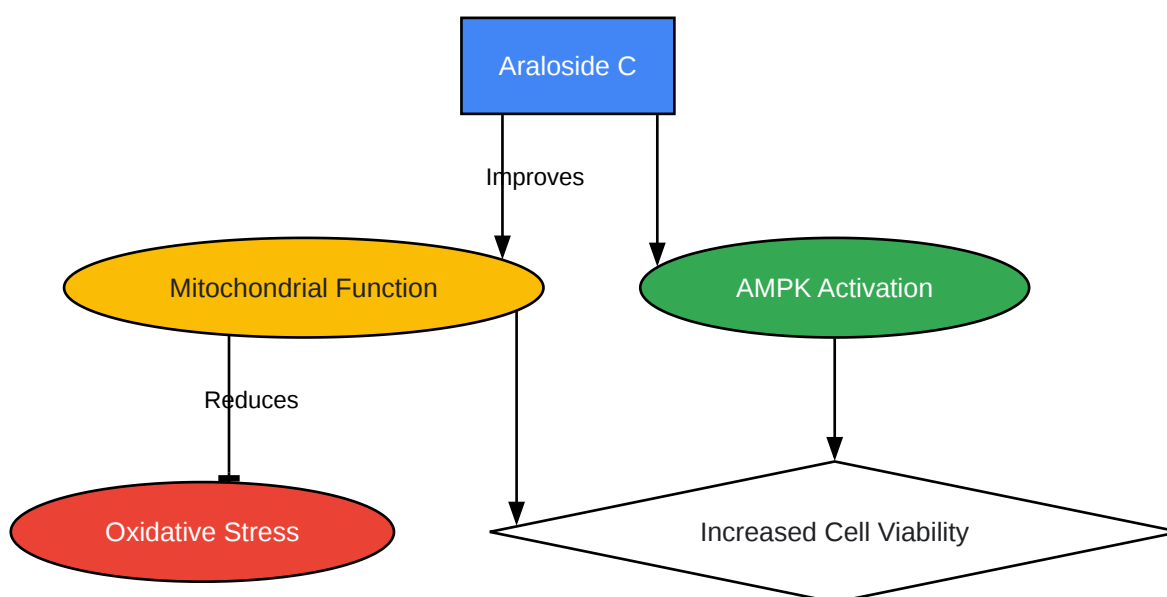 Araloside C
Improves
Mitochondrial Function
AMPK Activation
Reduces
Oxidative Stress
Increased Cell Viability